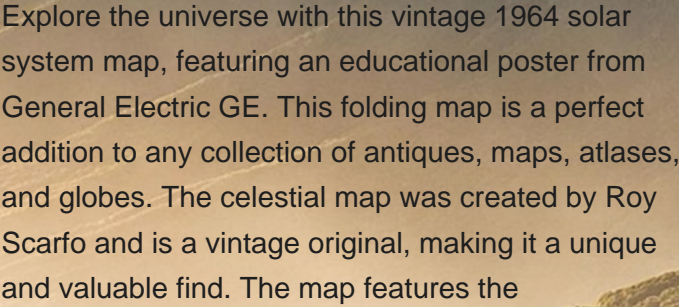 Explore the universe with this vintage 1964 solar
system map, featuring an educational poster from
General Electric GE. This folding map is a perfect
addition to any collection of antiques, maps, atlases,
and globes. The celestial map was created by Roy
Scarfo and is a vintage original, making it a unique
and valuable find. The map features the